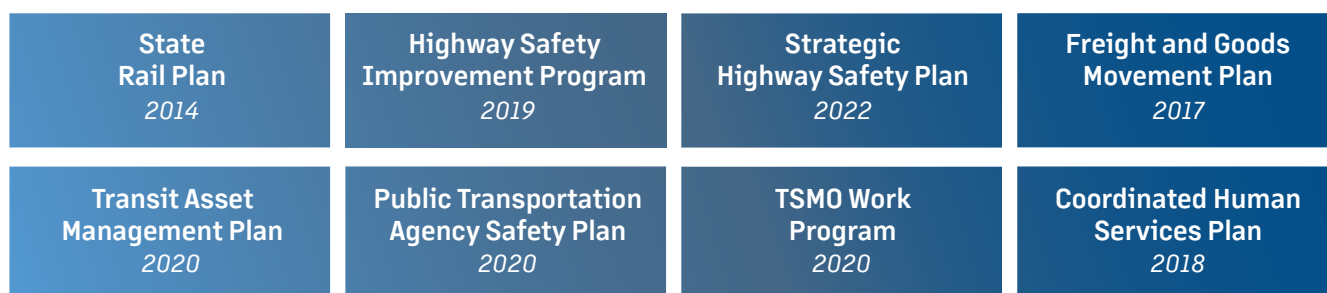 State
Rail Plan
2014
Highway Safety
Improvement Program
2019
Strategic
Highway Safety Plan
2022
Freight and Goods
Movement Plan
2017
Transit Asset
Management Plan
2020
Public Transportation
Agency Safety Plan
2020
TSMO Work
Program
2020
Coordinated Human
Services Plan
2018